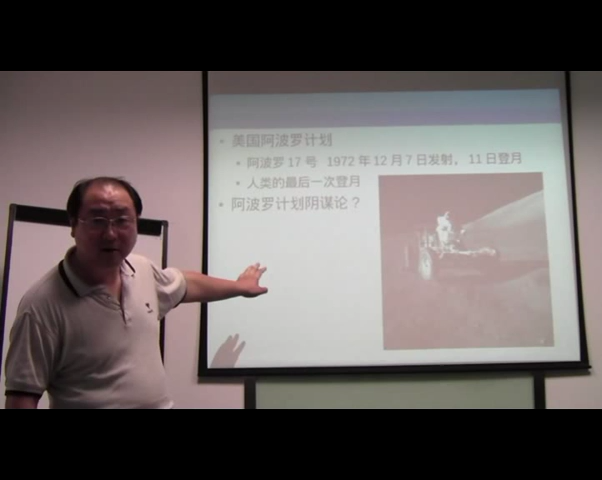 美国阿波罗计划
阿波罗 17 号 1972 年 12 月 7 日发射， 11 日登月
人类的最后一次登月
阿波罗计划阴谋论？